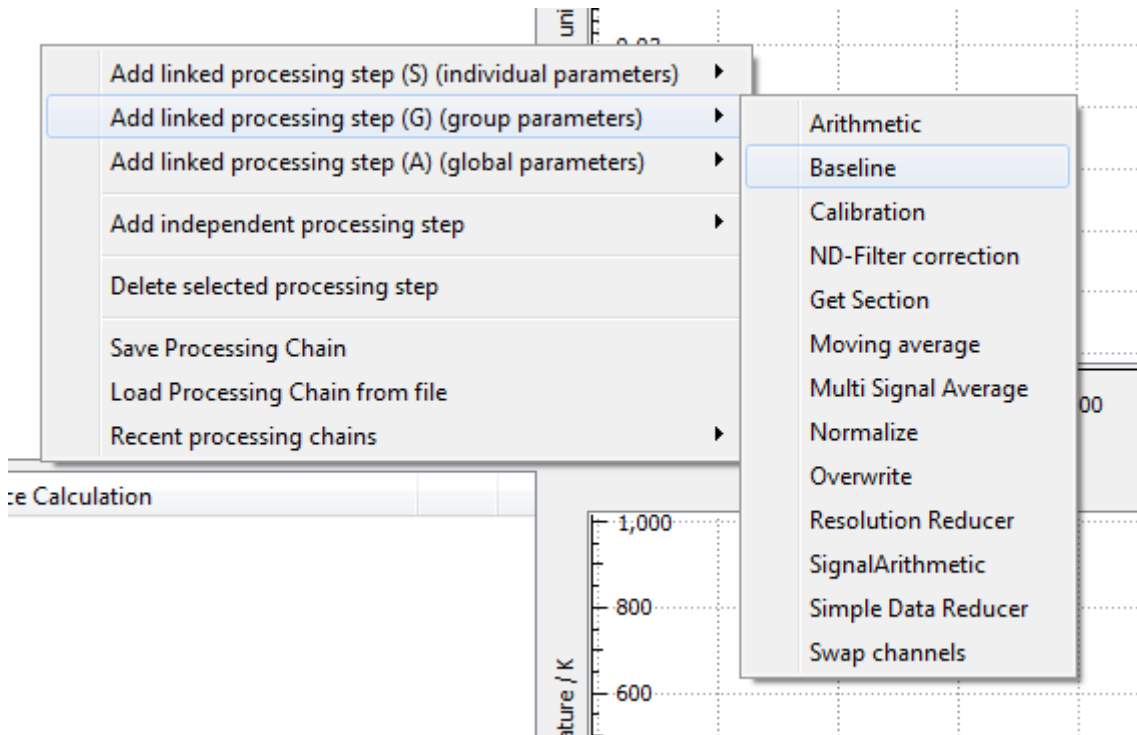 Add linked processing step (S) (individual parameters)
Add linked processing step (G) (group parameters)
Add linked processing step (A) (global parameters)
Add independent processing step
Delete selected processing step
Save Processing Chain
Load Processing Chain from file
Recent processing chains
Arithmetic
Baseline
Calibration
ND-Filter correction
Get Section
Moving average
Multi Signal Average
Normalize
Overwrite
Resolution Reducer
SignalArithmetic
Simple Data Reducer
Swap channels
uni
00
ce Calculation
1,000
800
600
ature / K